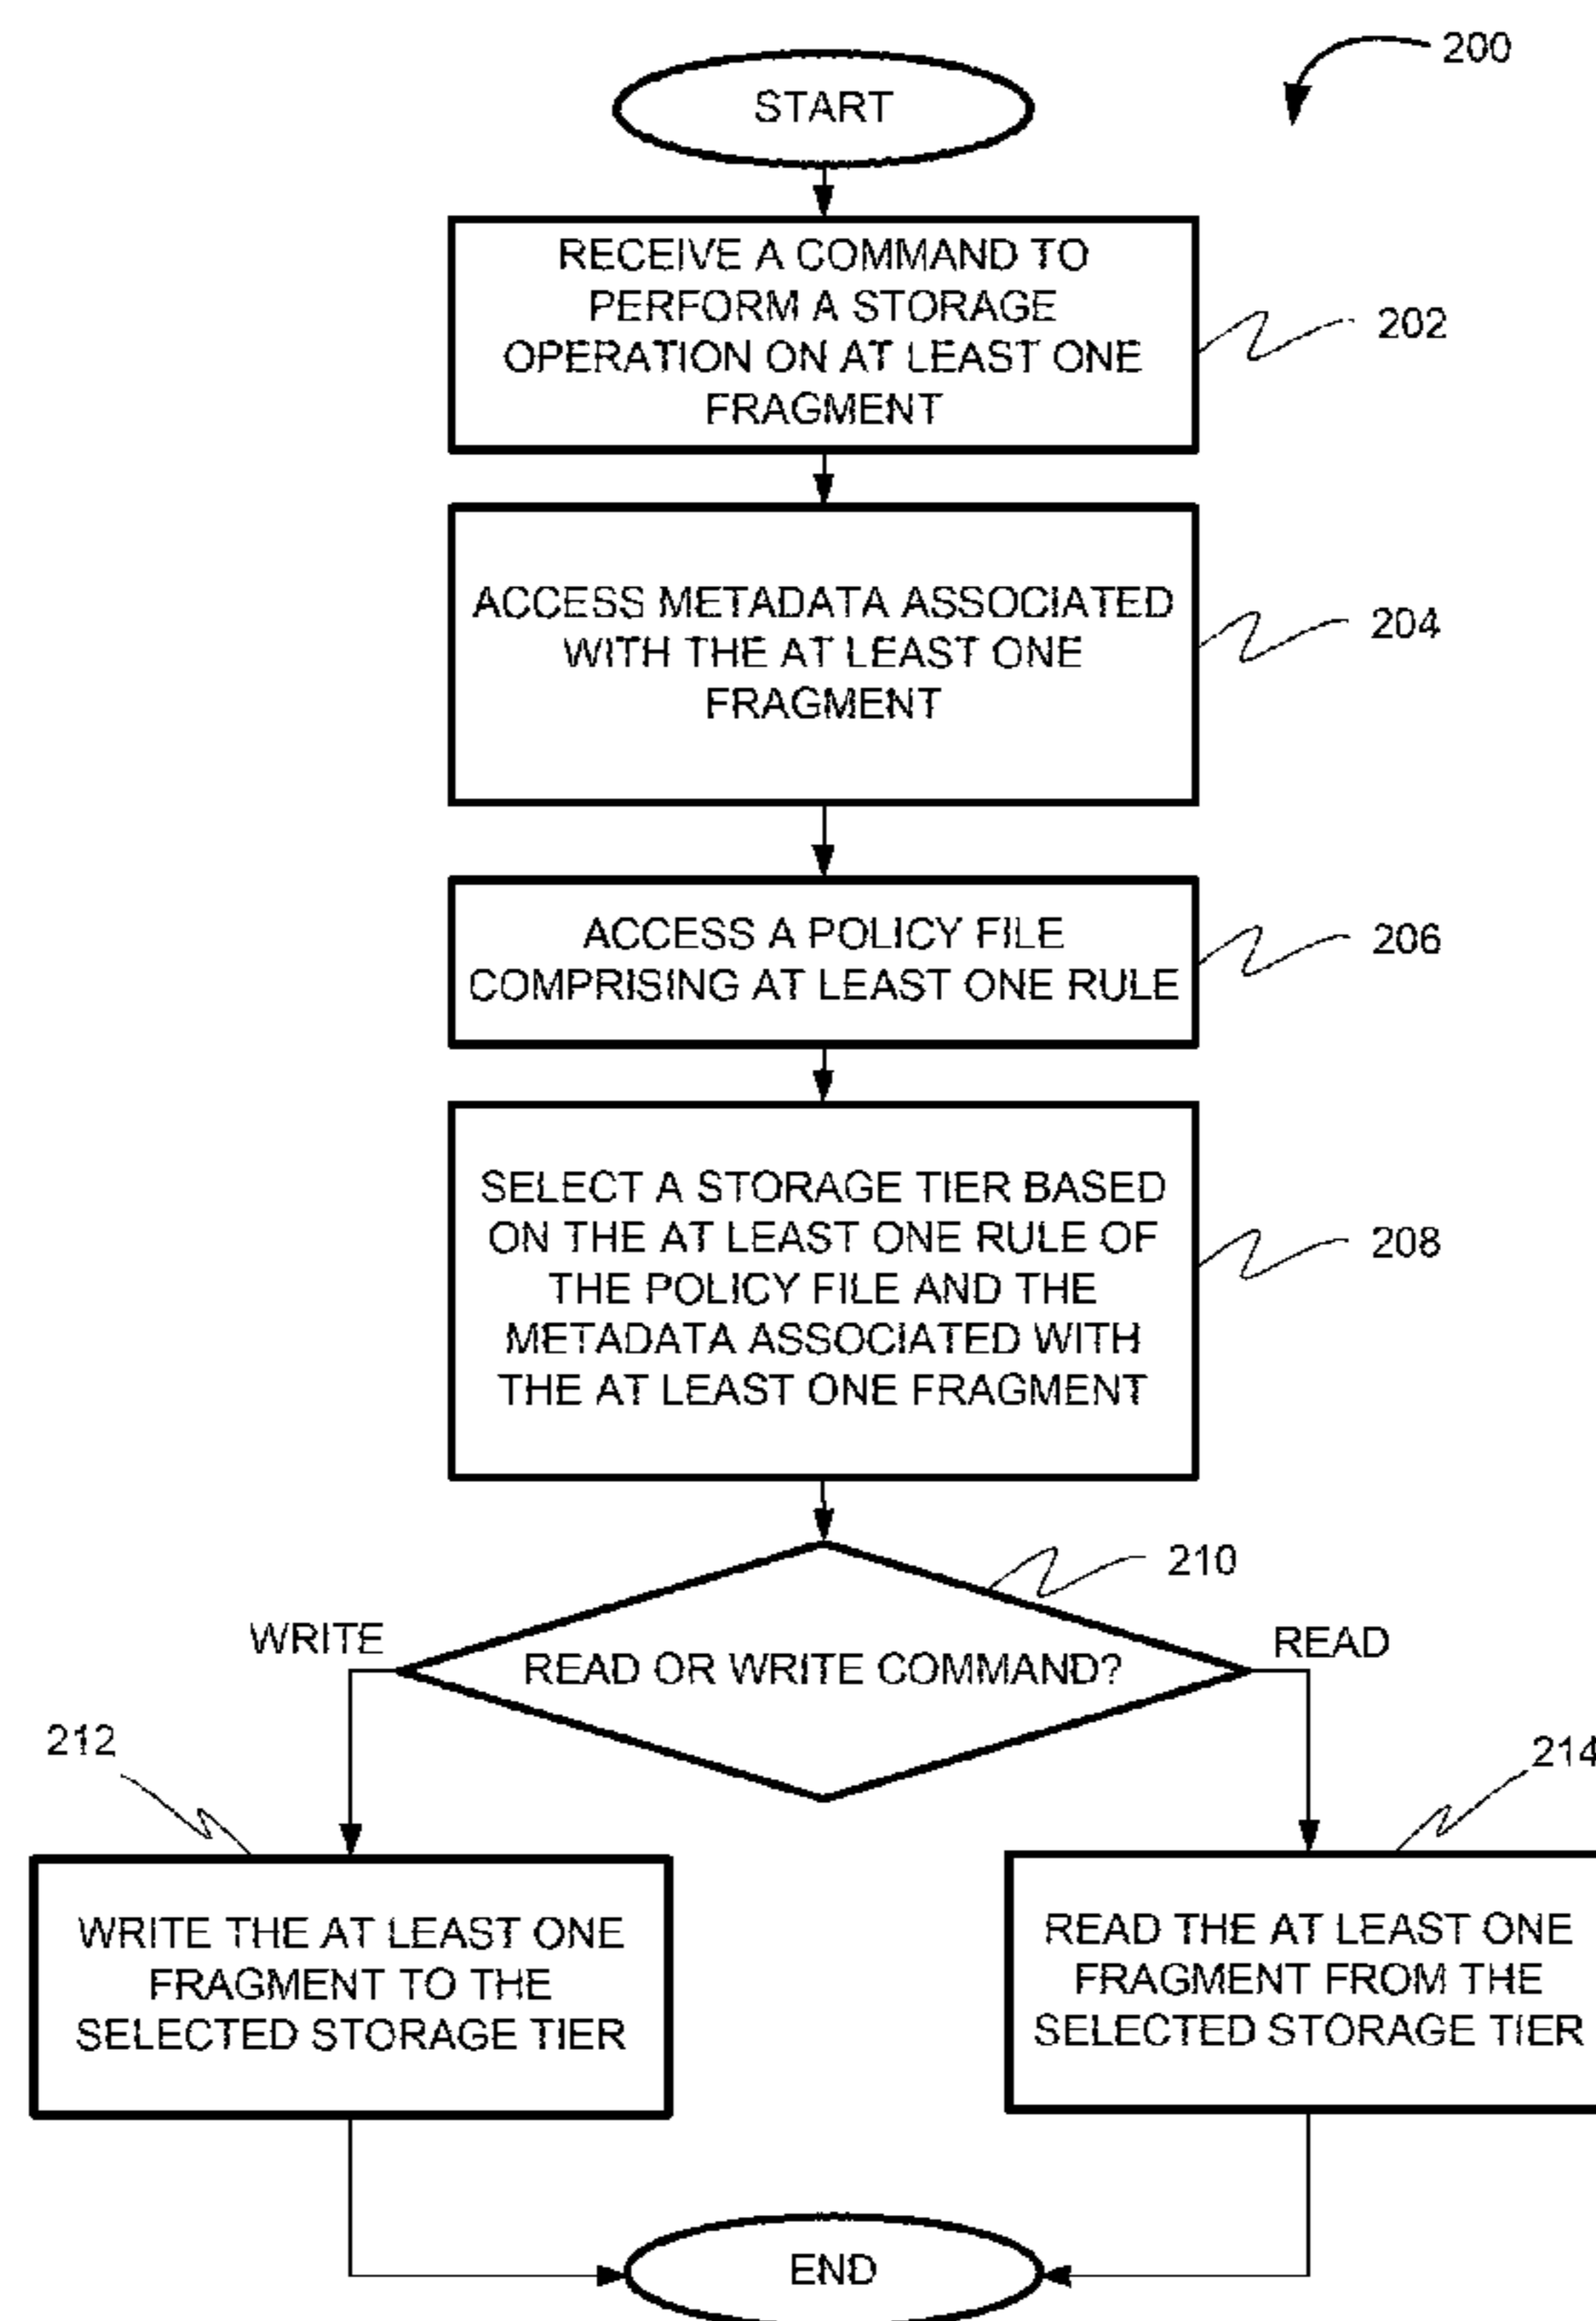 200
START
RECEIVE A COMMAND TO
PERFORM A STORAGE
OPERATION ON AT LEAST ONE
FRAGMENT
202
ACCESS METADATA ASSOCIATED
WITH THE AT LEAST ONE
FRAGMENT
204
ACCESS A POLICY FILE
COMPRISING AT LEAST ONE RULE
206
SELECT A STORAGE TIER BASED
ON THE AT LEAST ONE RULE OF
THE POLICY FILE AND THE
METADATA ASSOCIATED WITH
THE AT LEAST ONE FRAGMENT
208
210
WRITE
READ OR WRITE COMMAND?
READ
212
214
WRITE THE AT LEAST ONE
FRAGMENT TO THE
SELECTED STORAGE TIER
READ THE AT LEAST ONE
FRAGMENT FROM THE
SELECTED STORAGE TIER
END